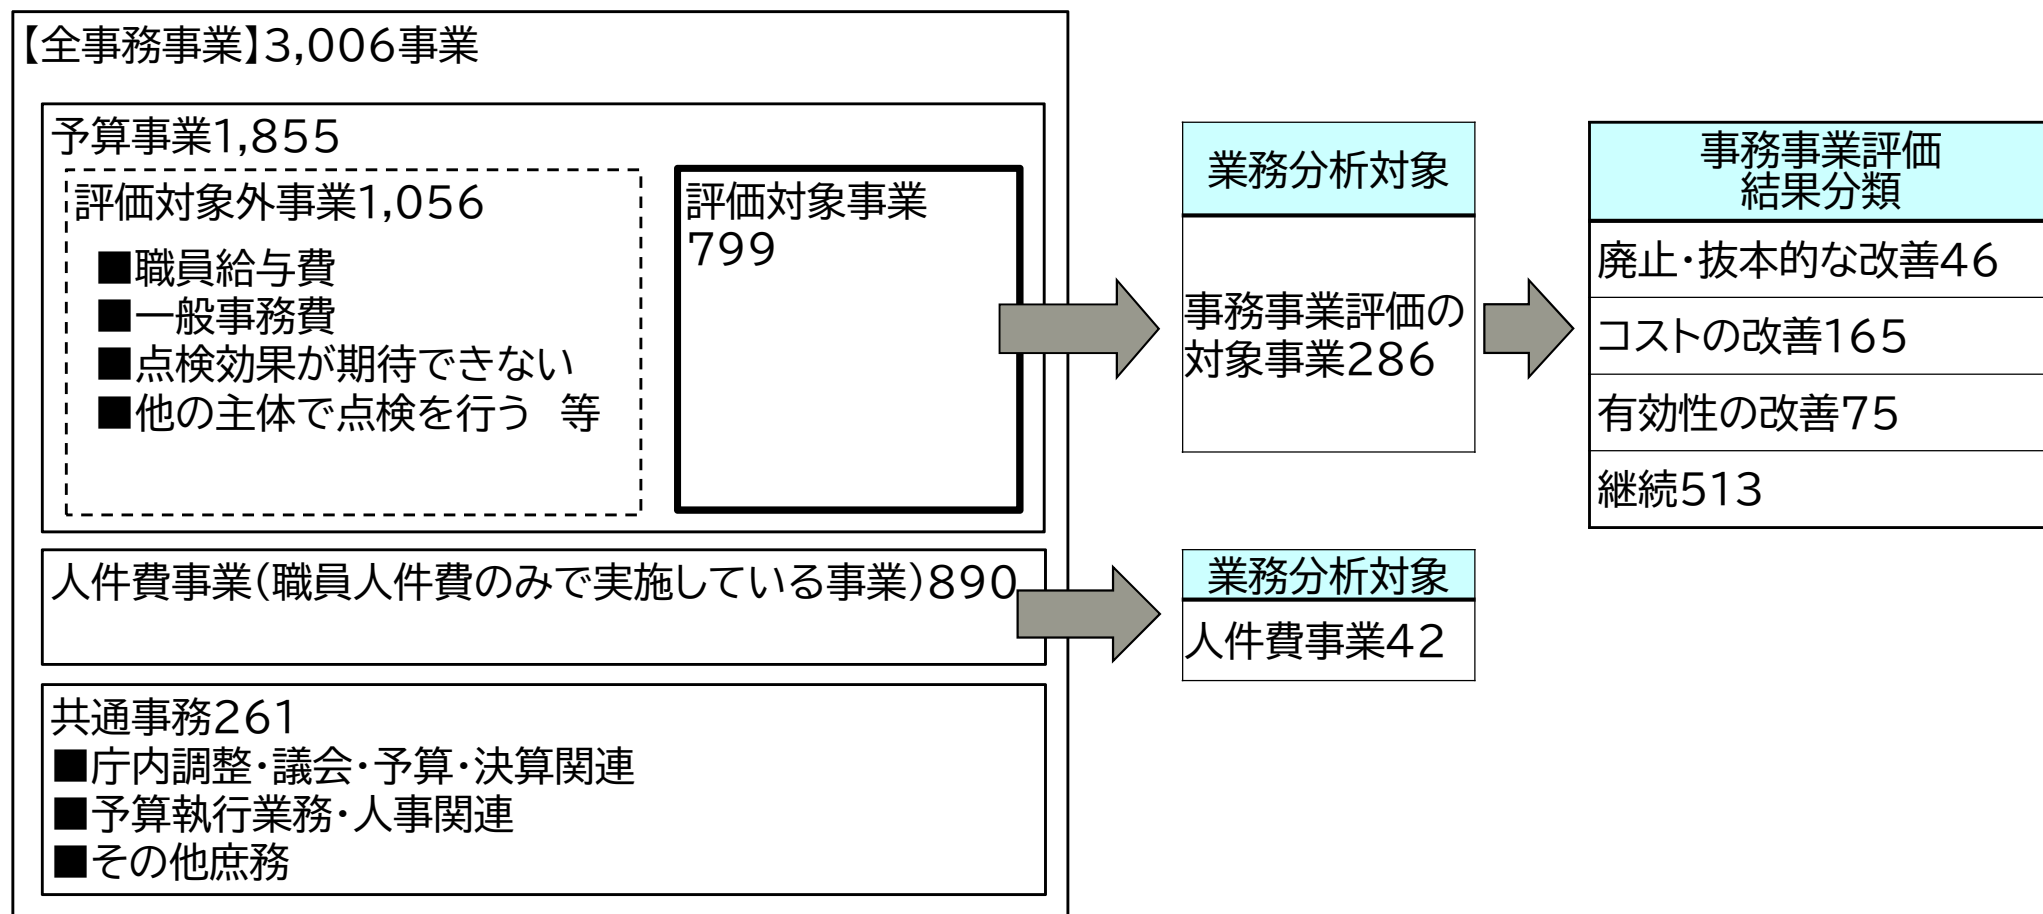 【全事務事業】3,006事業
予算事業1,855
評価対象外事業1,056
■職員給与費
■一般事務費
■点検効果が期待できない
■他の主体で点検を行う　等
評価対象事業
799
業務分析対象
事務事業評価の
対象事業286
事務事業評価
結果分類
廃止・抜本的な改善46
コストの改善165
有効性の改善75
継続513
人件費事業(職員人件費のみで実施している事業)890
業務分析対象
人件費事業42
共通事務261
■庁内調整・議会・予算・決算関連
■予算執行業務・人事関連
■その他庶務